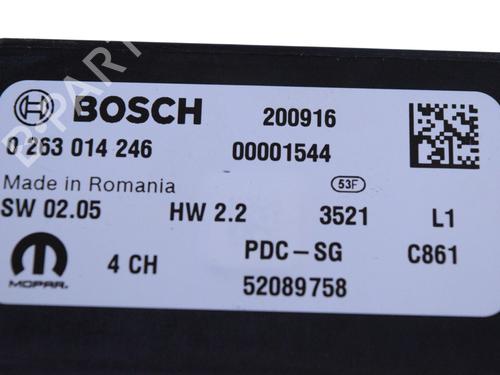 BOSCH 200916
0 263 014 246 00001544
Made in Romania 53F
SW 02.05 HW 2.2 3521 L1
4 CH PDC-SG C861
MOPAR. 52089758
B-PARTS